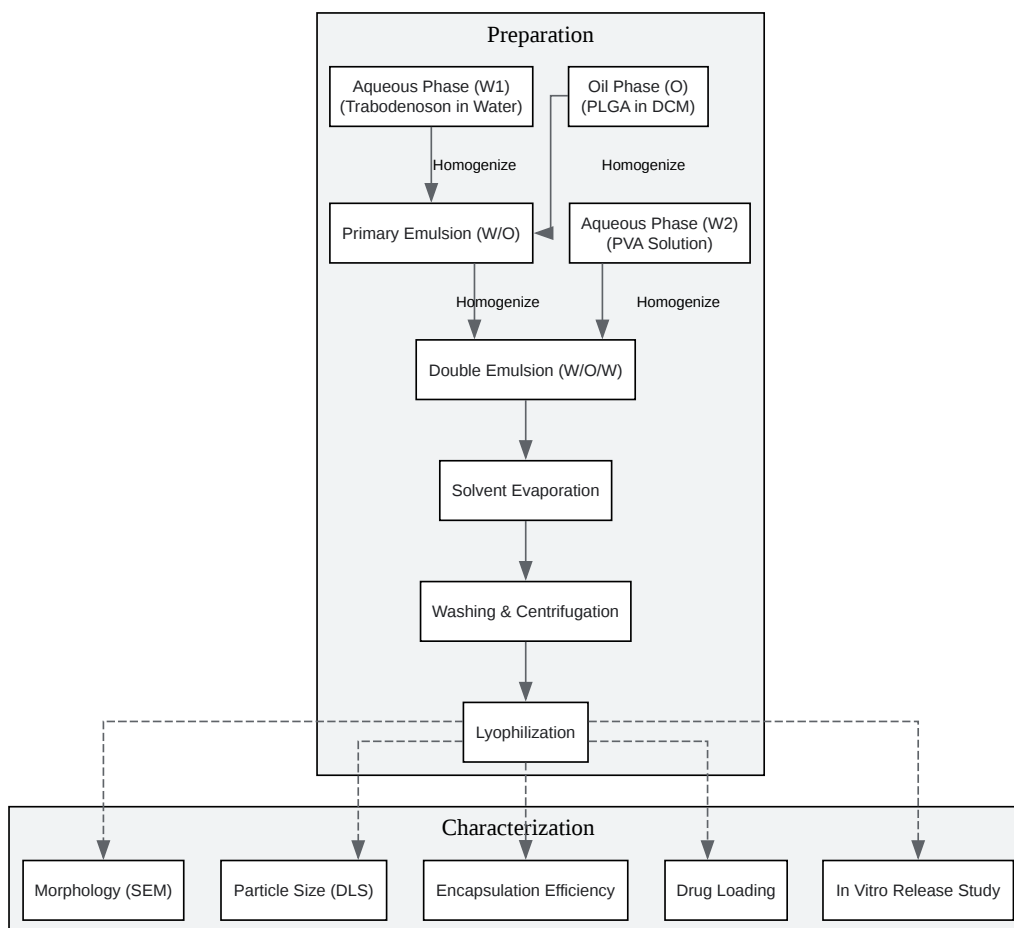 Preparation
Aqueous Phase (W1)
(Trabodenoson in Water)
Oil Phase (O)
(PLGA in DCM)
Homogenize
Homogenize
Primary Emulsion (W/O)
Aqueous Phase (W2)
(PVA Solution)
Homogenize
Homogenize
Double Emulsion (W/O/W)
Solvent Evaporation
Washing & Centrifugation
Lyophilization
Characterization
Morphology (SEM)
Particle Size (DLS)
Encapsulation Efficiency
Drug Loading
In Vitro Release Study